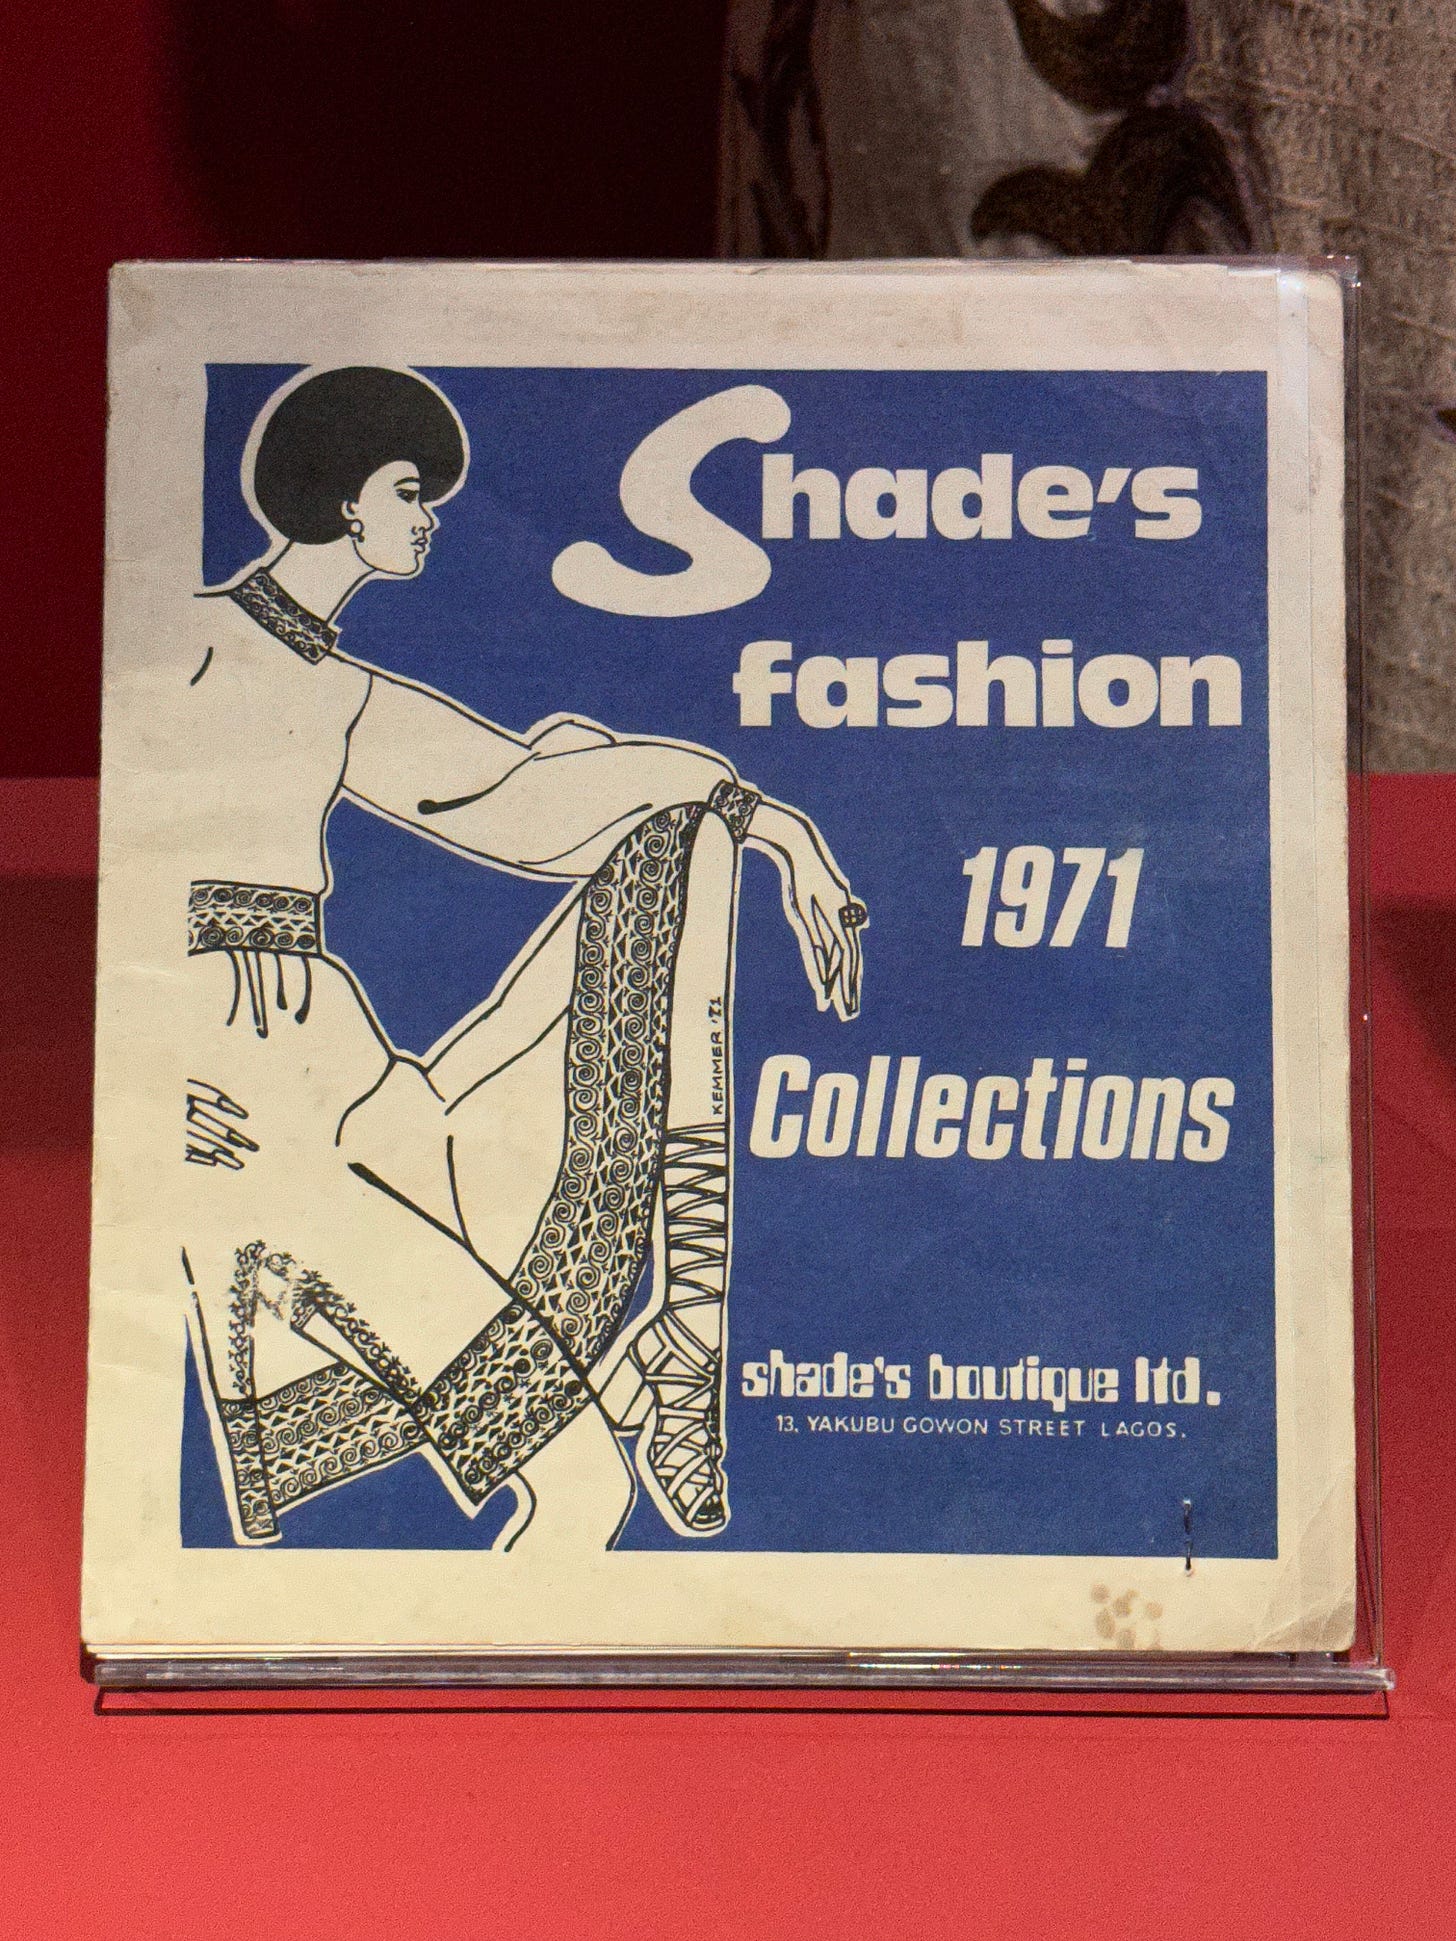 Shade's
fashion
1971
Collections
KEMMER '71
shade's boutique ltd.
13, YAKUBU GOWON STREET LAGOS.